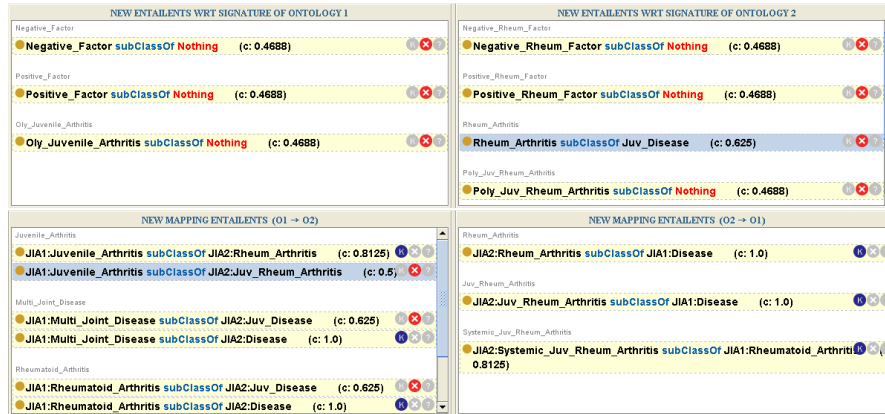 NEW ENTAILENTS WRT SIGNATURE OF ONTOLOGY 1
Negative_Factor
Negative_Factor subClassOf Nothing (c: 0.4688) K ?
Positive_Factor
Positive_Factor subClassOf Nothing (c: 0.4688) K ?
Oly_Juvenile_Arthritis
Oly_Juvenile_Arthritis subClassOf Nothing (c: 0.4688) K ?
NEW ENTAILENTS WRT SIGNATURE OF ONTOLOGY 2
Negative_Rheum_Factor
Negative_Rheum_Factor subClassOf Nothing (c: 0.4688) K ?
Positive_Rheum_Factor
Positive_Rheum_Factor subClassOf Nothing (c: 0.4688) K ?
Rheum_Arthritis
Rheum_Arthritis subClassOf Juv_Disease (c: 0.625) K ?
Poly_Juv_Rheum_Arthritis
Poly_Juv_Rheum_Arthritis subClassOf Nothing (c: 0.4688) K ?
NEW MAPPING ENTAILENTS (O1 → O2)
Juvenile_Arthritis
JIA1:Juvenile_Arthritis subClassOf JIA2:Rheum_Arthritis (c: 0.8125) K ?
JIA1:Juvenile_Arthritis subClassOf JIA2:Juv_Rheum_Arthritis (c: 0.5) K ?
Multi_Joint_Disease
JIA1:Multi_Joint_Disease subClassOf JIA2:Juv_Disease (c: 0.625) K ?
JIA1:Multi_Joint_Disease subClassOf JIA2:Disease (c: 1.0) K ?
Rheumatoid_Arthritis
JIA1:Rheumatoid_Arthritis subClassOf JIA2:Juv_Disease (c: 0.625) K ?
JIA1:Rheumatoid_Arthritis subClassOf JIA2:Disease (c: 1.0) K ?
NEW MAPPING ENTAILENTS (O2 → O1)
Rheum_Arthritis
JIA2:Rheum_Arthritis subClassOf JIA1:Disease (c: 1.0) K
Juv_Rheum_Arthritis
JIA2:Juv_Rheum_Arthritis subClassOf JIA1:Disease (c: 1.0) K
Systemic_Juv_Rheum_Arthritis
JIA2:Systemic_Juv_Rheum_Arthritis subClassOf JIA1:Rheumatoid_Arthriti K (
0.8125)